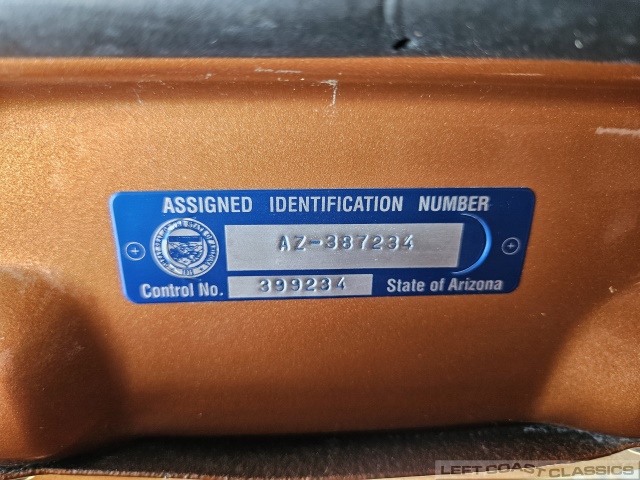 ASSIGNED IDENTIFICATION NUMBER
AZ-387234
Control No. 399234 State of Arizona
LEFT COAST CLASSICS